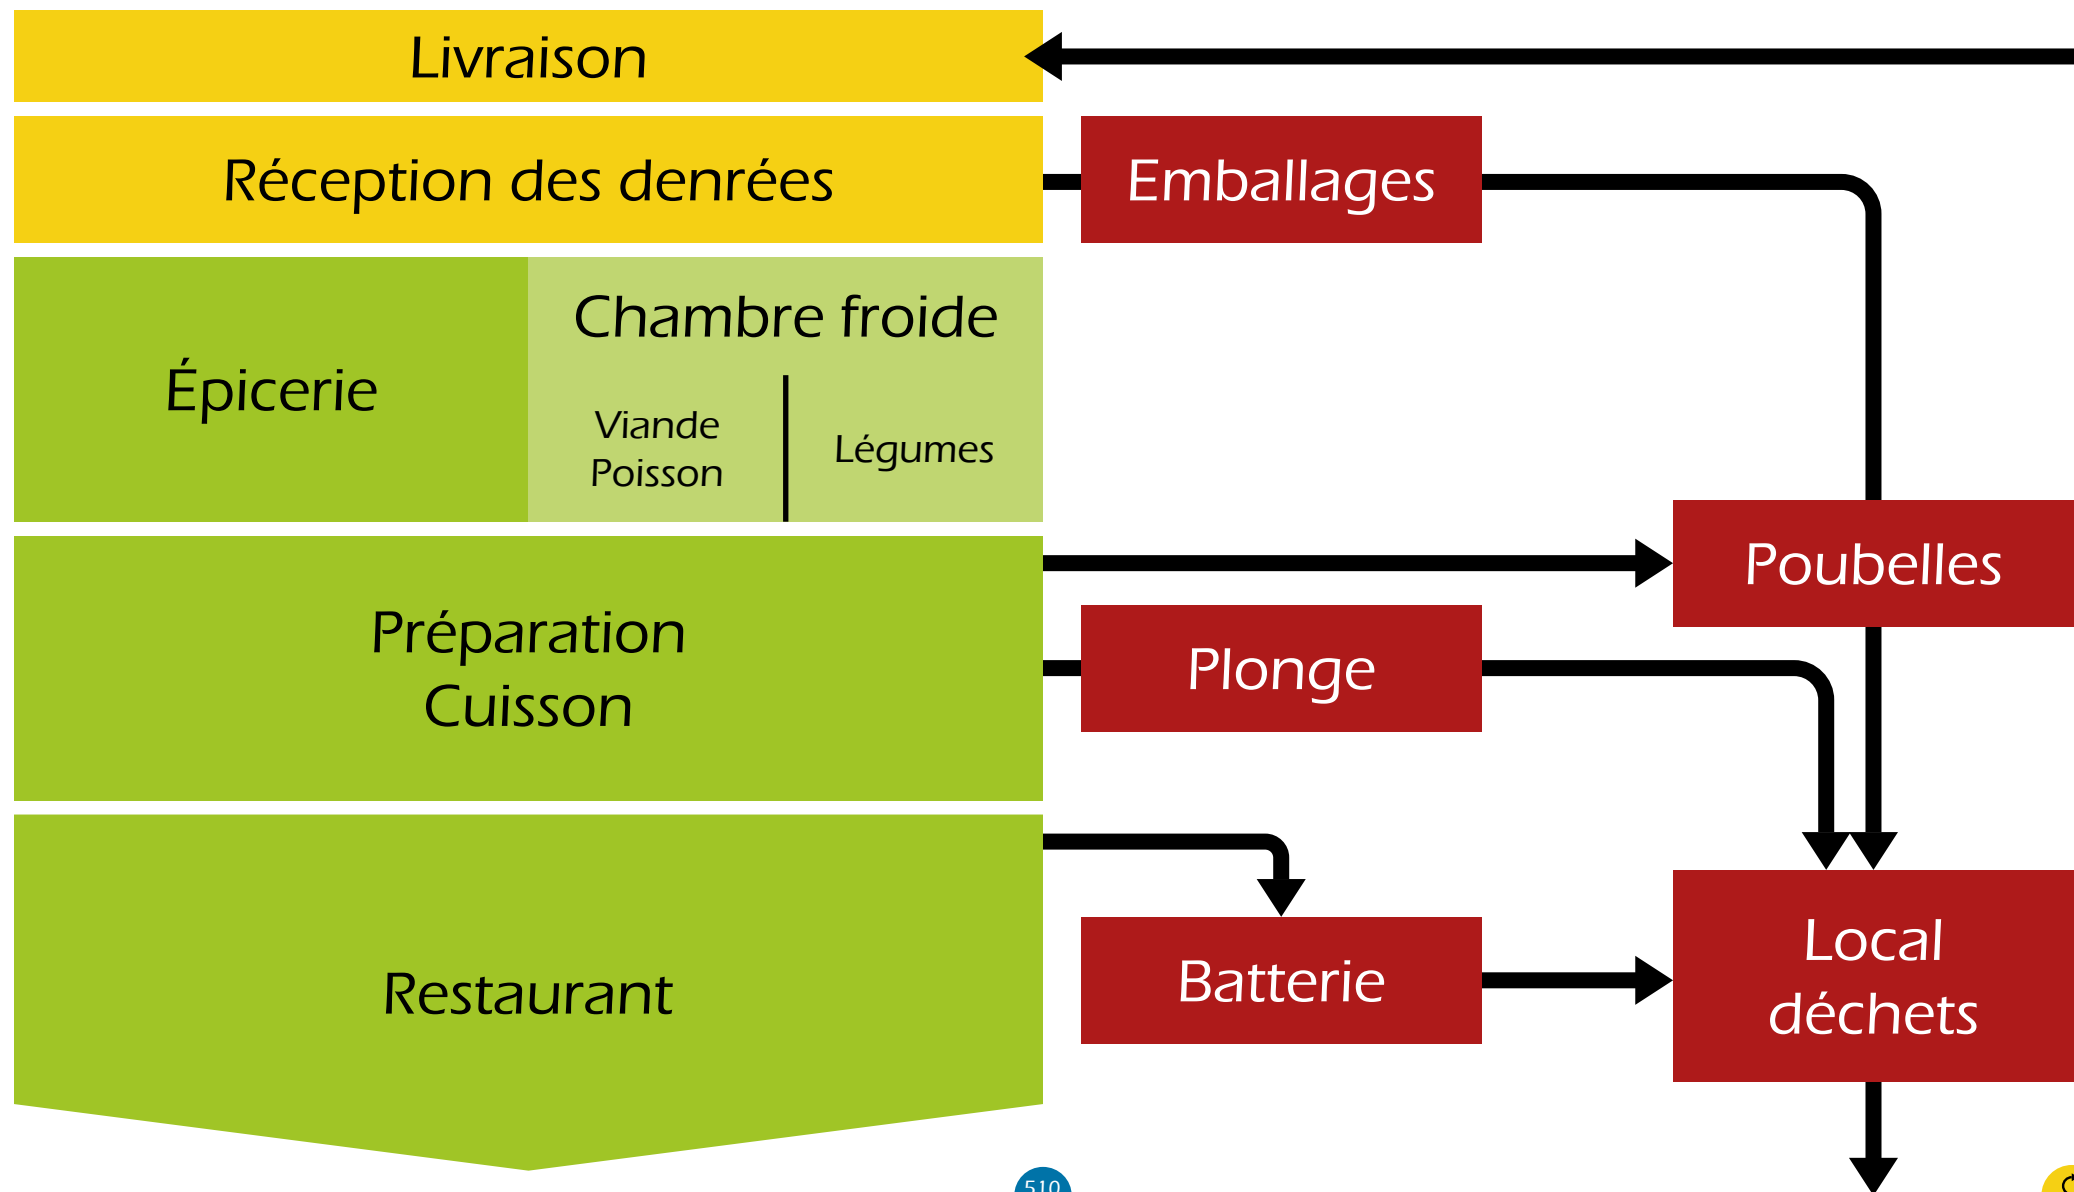 Livraison
Réception des denrées
Emballages
Épicerie
Chambre froide
Viande
Poisson
Légumes
Poubelles
Préparation
Cuisson
Plonge
Restaurant
Batterie
Local
déchets
510